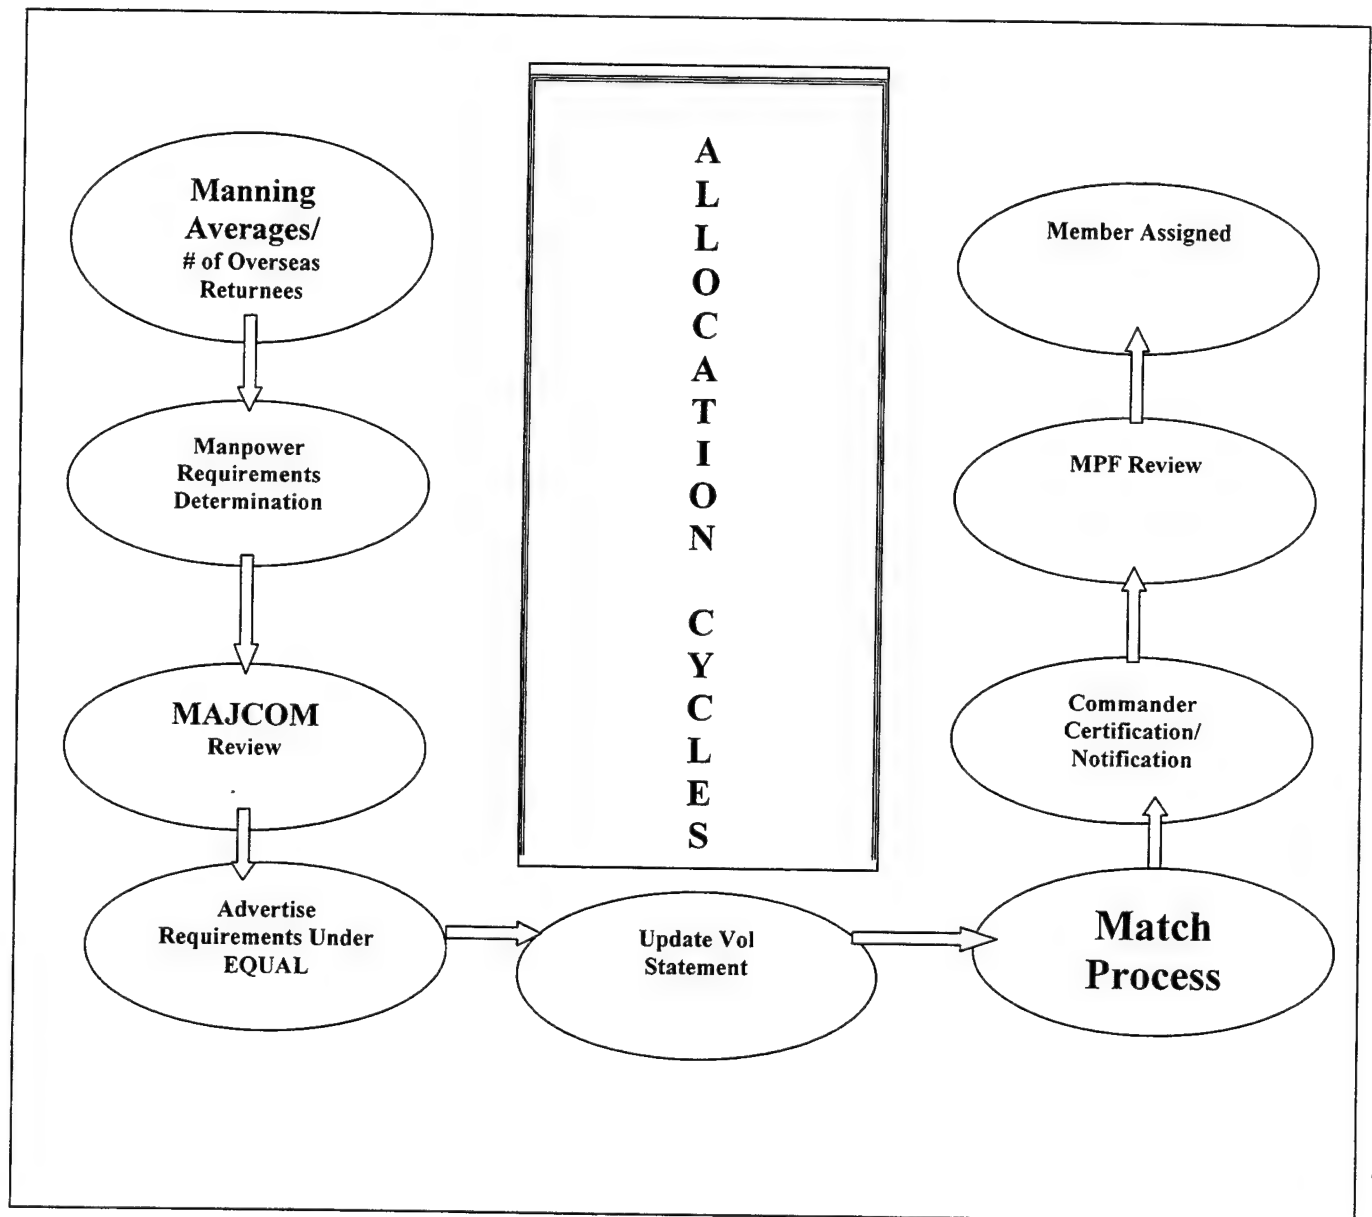 Manning
Averages/
# of Overseas
Returnees
Manpower
Requirements
Determination
MAJCOM
Review
Advertise
Requirements Under
EQUAL
Update Vol
Statement
Match
Process
Commander
Certification/
Notification
MPF Review
Member Assigned
A
L
L
O
C
A
T
I
O
N
C
Y
C
L
E
S